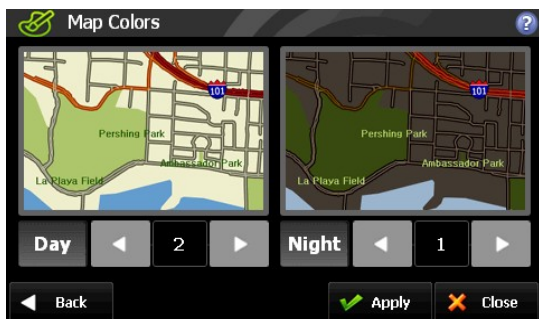 Map Colors
?
101
Pershing Park
Ambassador Park
La Playa Field
101
Pershing Park
Ambassador Park
La Playa Field
Day 2
Night 1
Back
Apply
Close